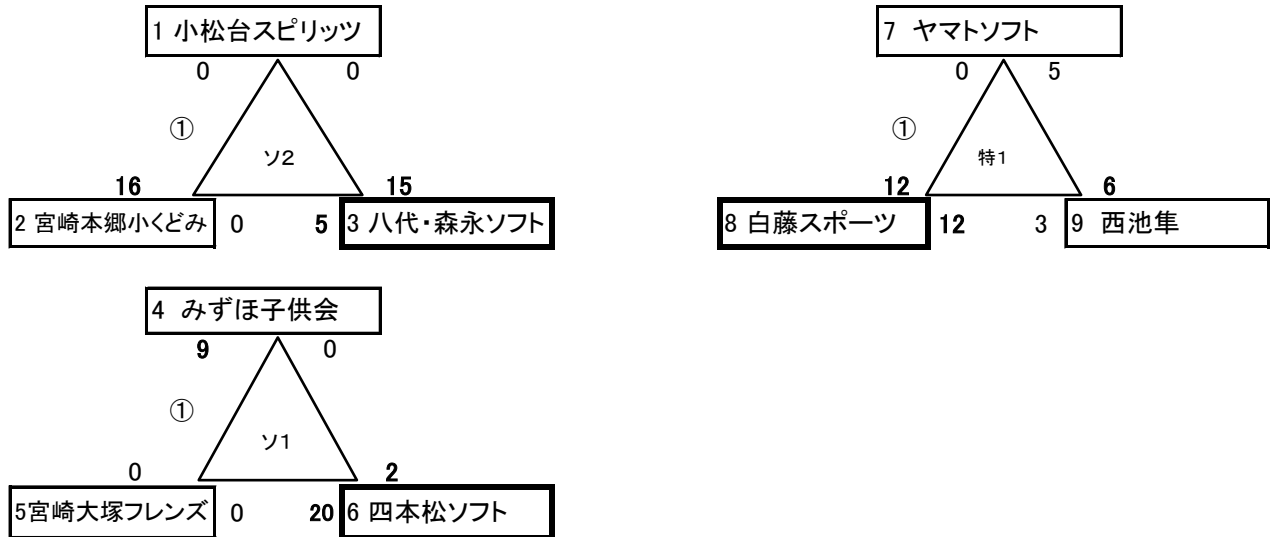 1 小松台スピリッツ
0 0
①
ソ2
16 15
2 宮崎本郷小くどみ 0 5 3 八代・森永ソフト
7 ヤマトソフト
0 5
①
特1
12 6
8 白藤スポーツ 12 3 9 西池隼
4 みずほ子供会
9 0
①
ソ1
0 2
5宮崎大塚フレンズ 0 20 6 四本松ソフト